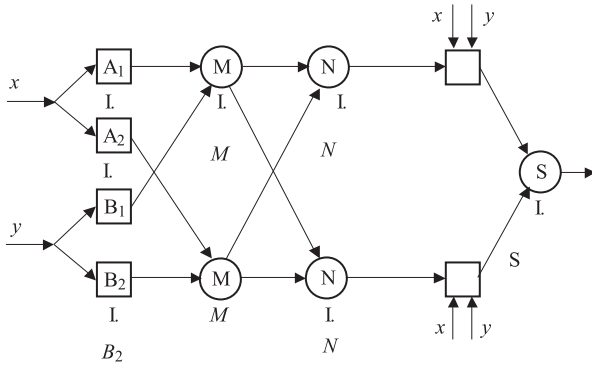 x y
A1 M N
I. I. I.
x
A2
I. M N
B1
S
I.
y
B2 M N
S
I. M I.
x y
B2 N